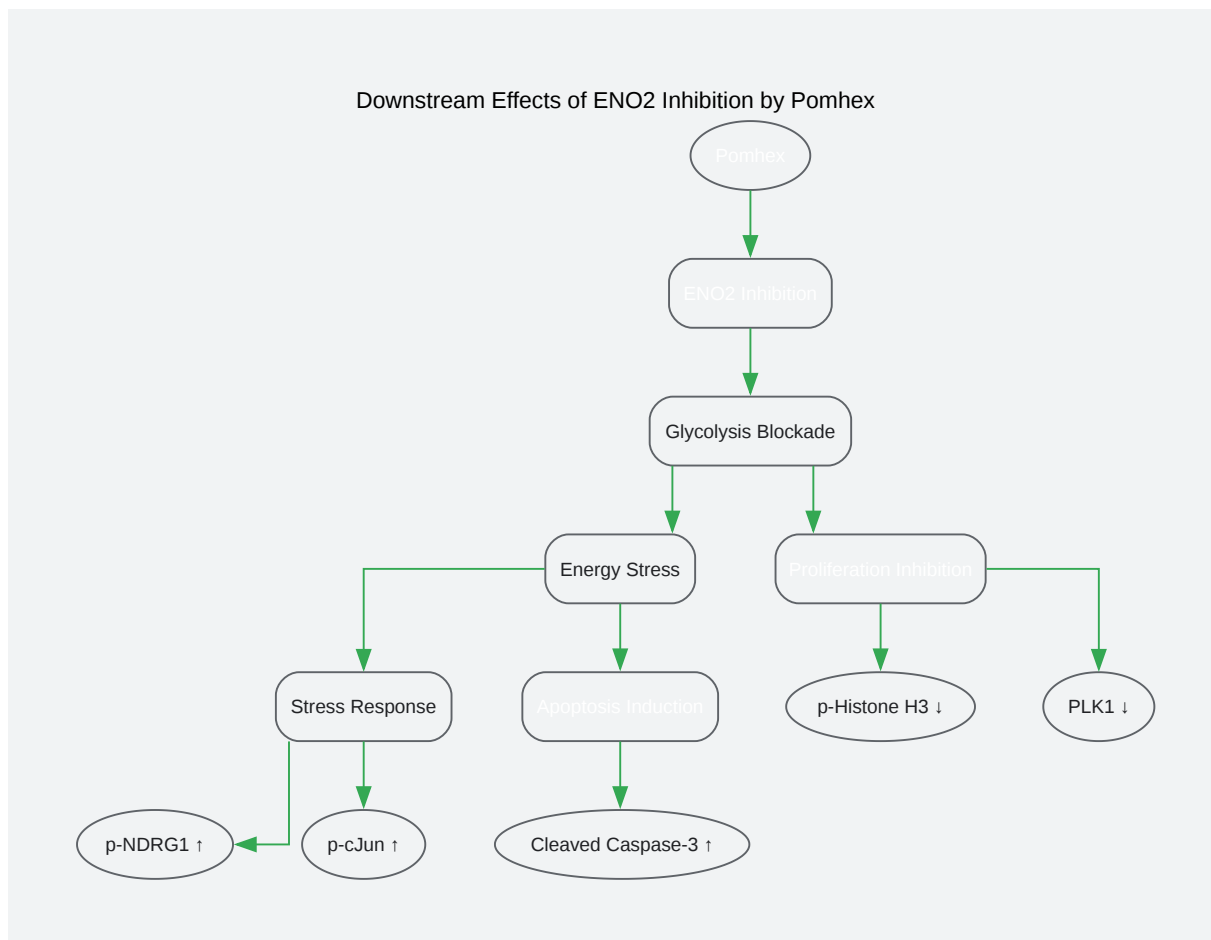 Downstream Effects of ENO2 Inhibition by Pomhex
Pomhex
ENO2 Inhibition
Glycolysis Blockade
Energy Stress
Proliferation Inhibition
Stress Response
Apoptosis Induction
p-Histone H3 ↓
PLK1 ↓
p-NDRG1 ↑
p-cJun ↑
Cleaved Caspase-3 ↑